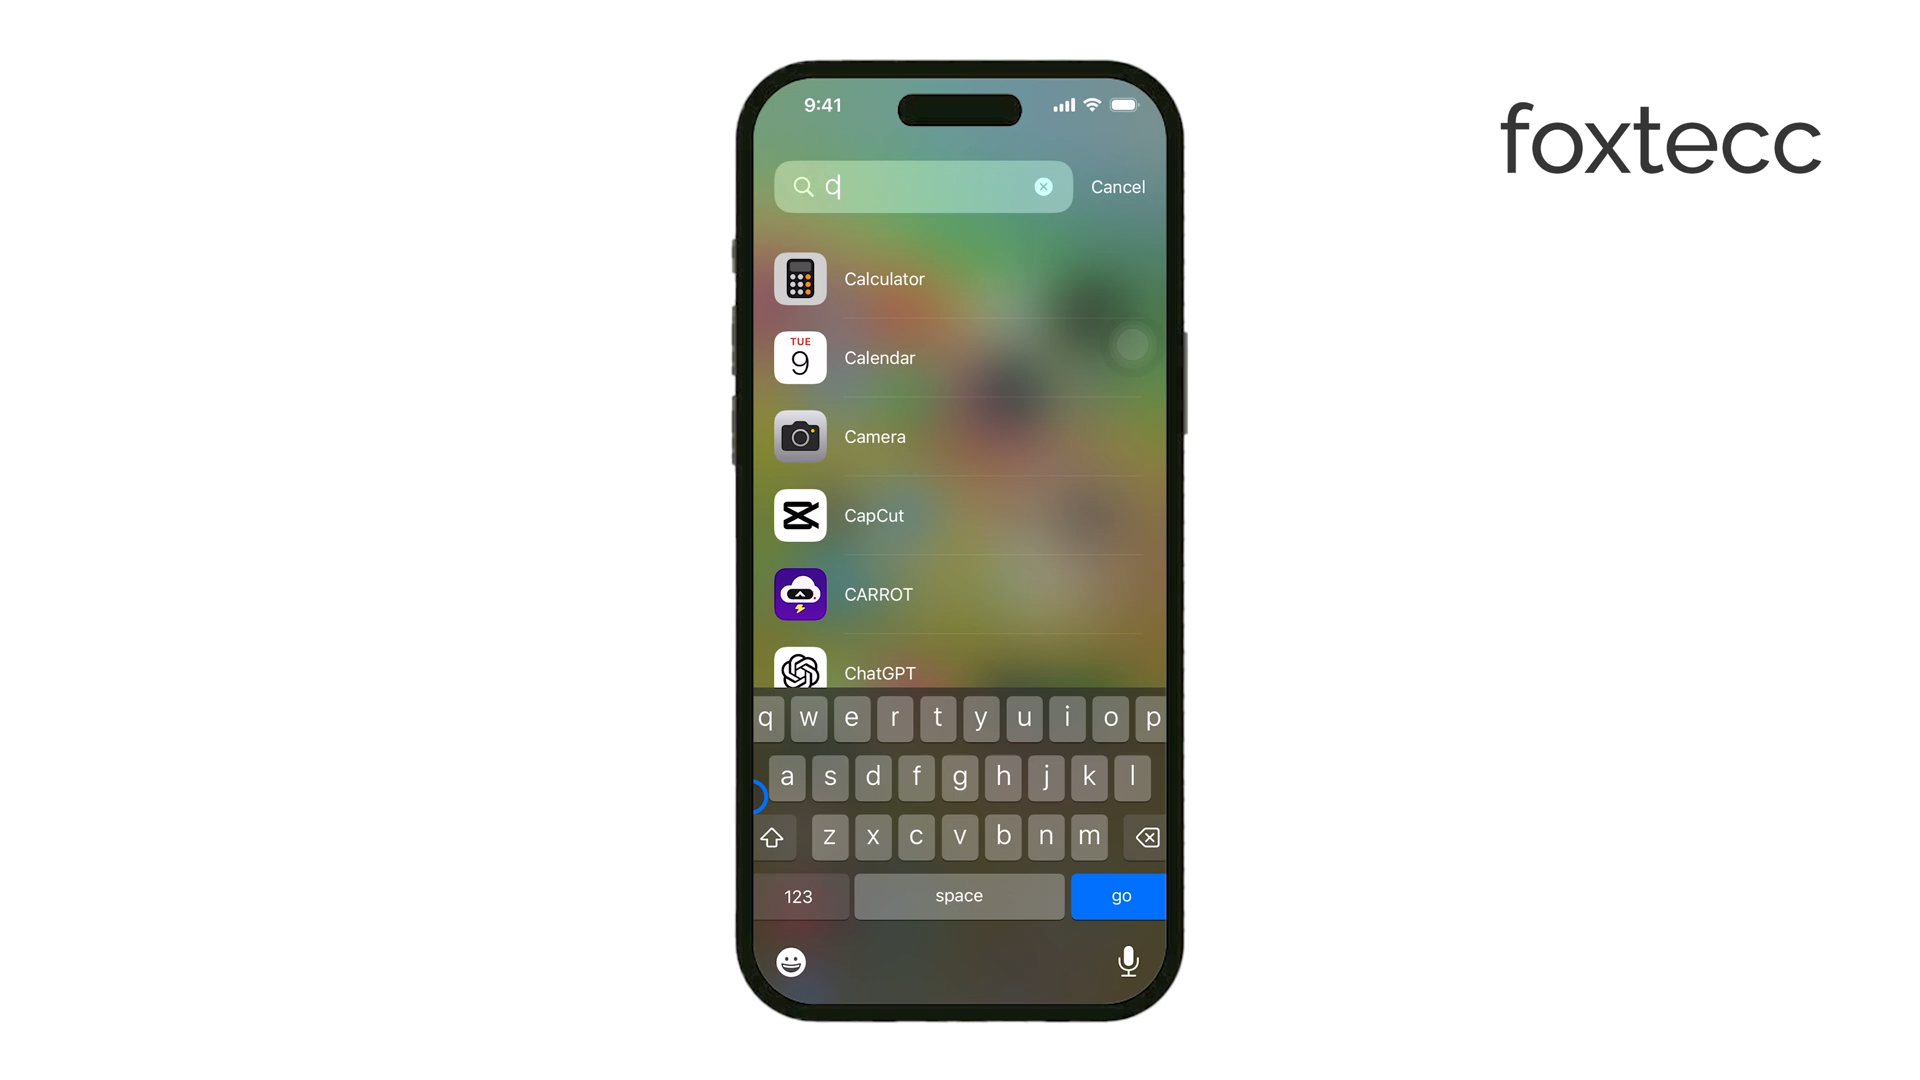 foxtecc
9:41
C
Cancel
Calculator
TUE
9
Calendar
Camera
CapCut
CARROT
ChatGPT
q w e r t y u i o p
a s d f g h j k l
z x c v b n m
123 space go